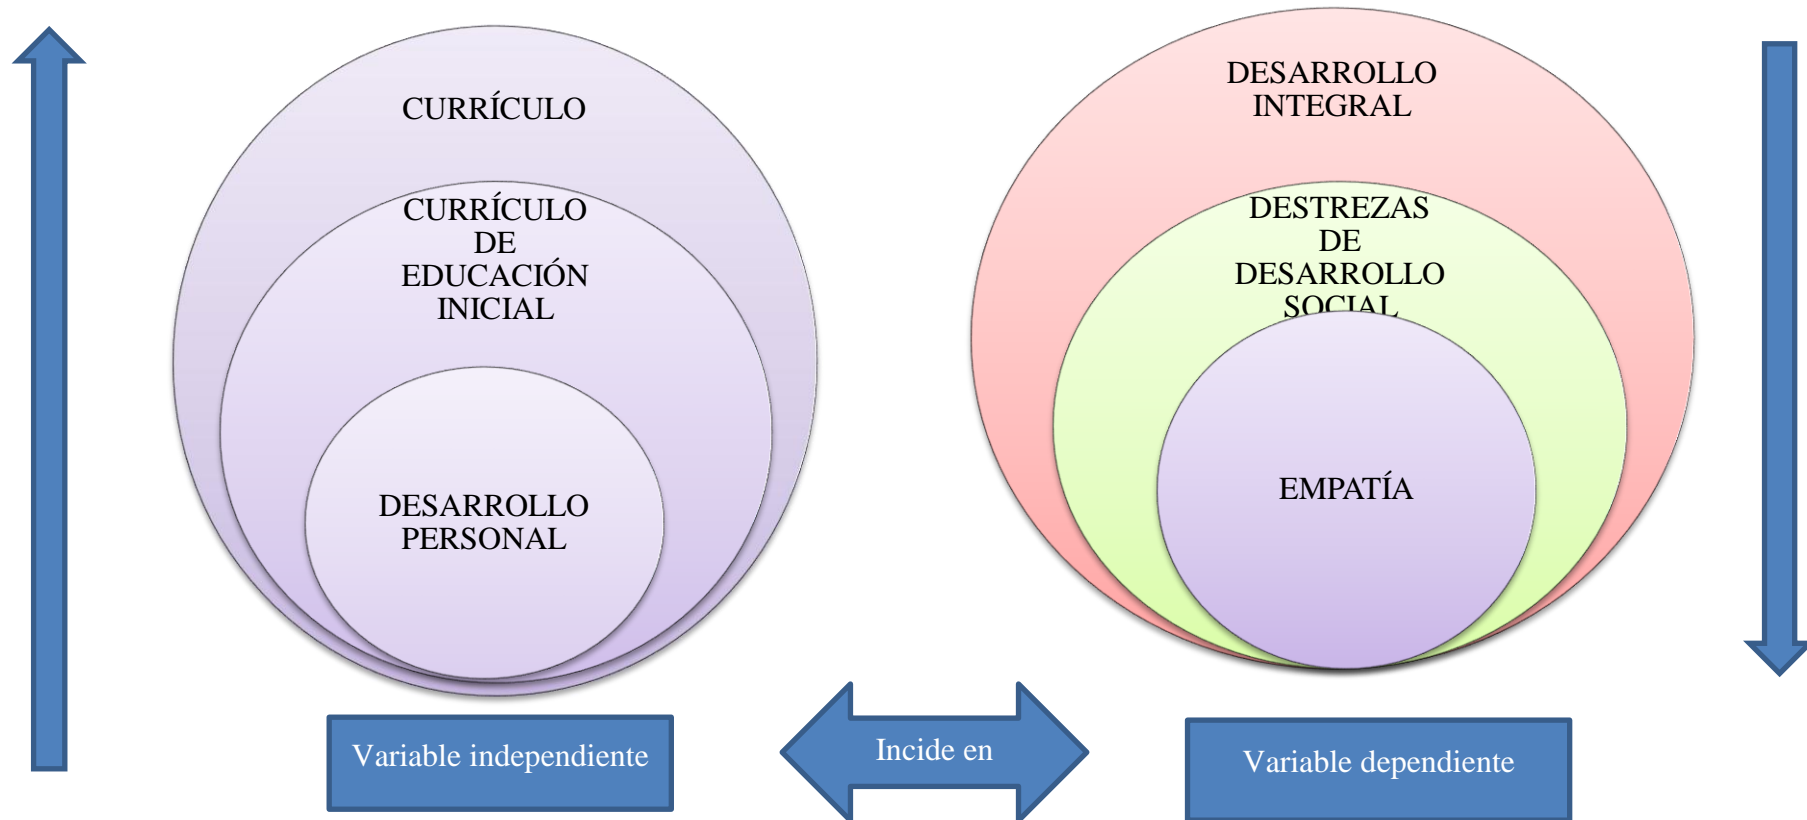 CURRÍCULO
CURRÍCULO
DE
EDUCACIÓN
INICIAL
DESARROLLO
PERSONAL
DESARROLLO
INTEGRAL
DESTREZAS
DE
DESARROLLO
SOCIAL
EMPATÍA
Variable independiente
Incide en
Variable dependiente